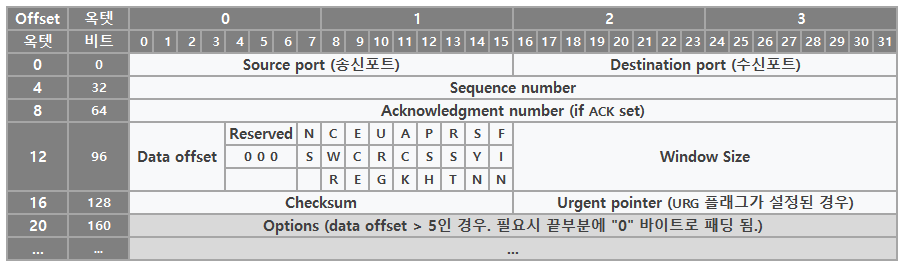 Offset 옥텟 0 1 2 3
옥텟 비트 0 1 2 3 4 5 6 7 8 9 10 11 12 13 14 15 16 17 18 19 20 21 22 23 24 25 26 27 28 29 30 31
0 0 Source port (송신포트) Destination port (수신포트)
4 32 Sequence number
8 64 Acknowledgment number (if ACK set)
12 96 Data offset Reserved N C E U A P R S F Window Size
0 0 0 S W C R C S S Y I
R E G K H T N N
16 128 Checksum Urgent pointer (URG 플래그가 설정된 경우)
20 160 Options (data offset > 5인 경우. 필요시 끝부분에 "0" 바이트로 패딩 됨.)
... ... ...